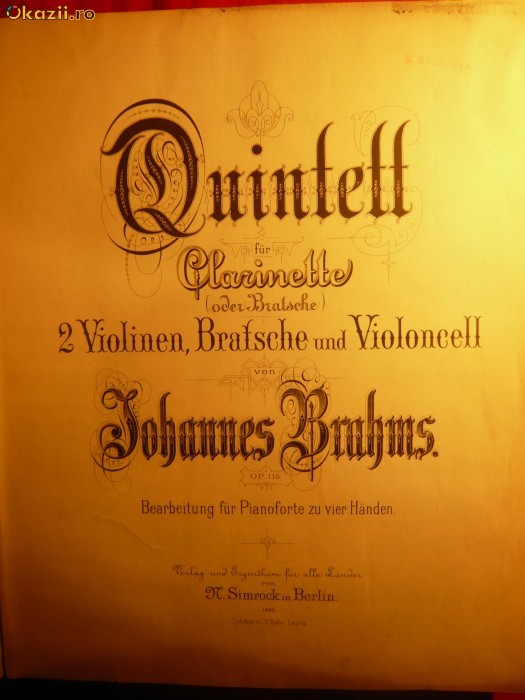 Okazii.ro
Quintett
für
Clarinette
(oder Bratsche)
2 Violinen, Bratsche und Violoncell
von
Johannes Brahms.
OP. 115.
Bearbeitung für Pianoforte zu vier Händen.
Verlag und Eigenthum für alle Länder
von
N. Simrock in Berlin.
Leipzig